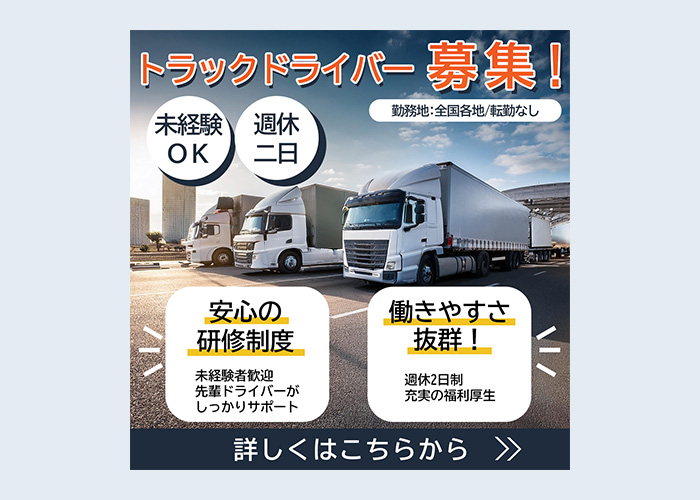 トラックドライバー 募集!
勤務地:全国各地/転勤なし
未経験
OK
週休
二日
安心の
研修制度
未経験者歓迎
先輩ドライバーが
しっかりサポート
働きやすさ
抜群!
週休2日制
充実の福利厚生
詳しくはこちらから